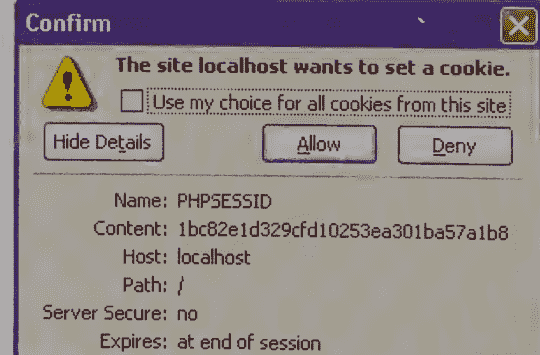 Confirm
The site localhost wants to set a cookie.
Use my choice for all cookies from this site
Hide Details Allow Deny
Name: PHPSESSID
Content: 1bc82e1d329cfd10253ea301ba57a1b8
Host: localhost
Path: /
Server Secure: no
Expires: at end of session